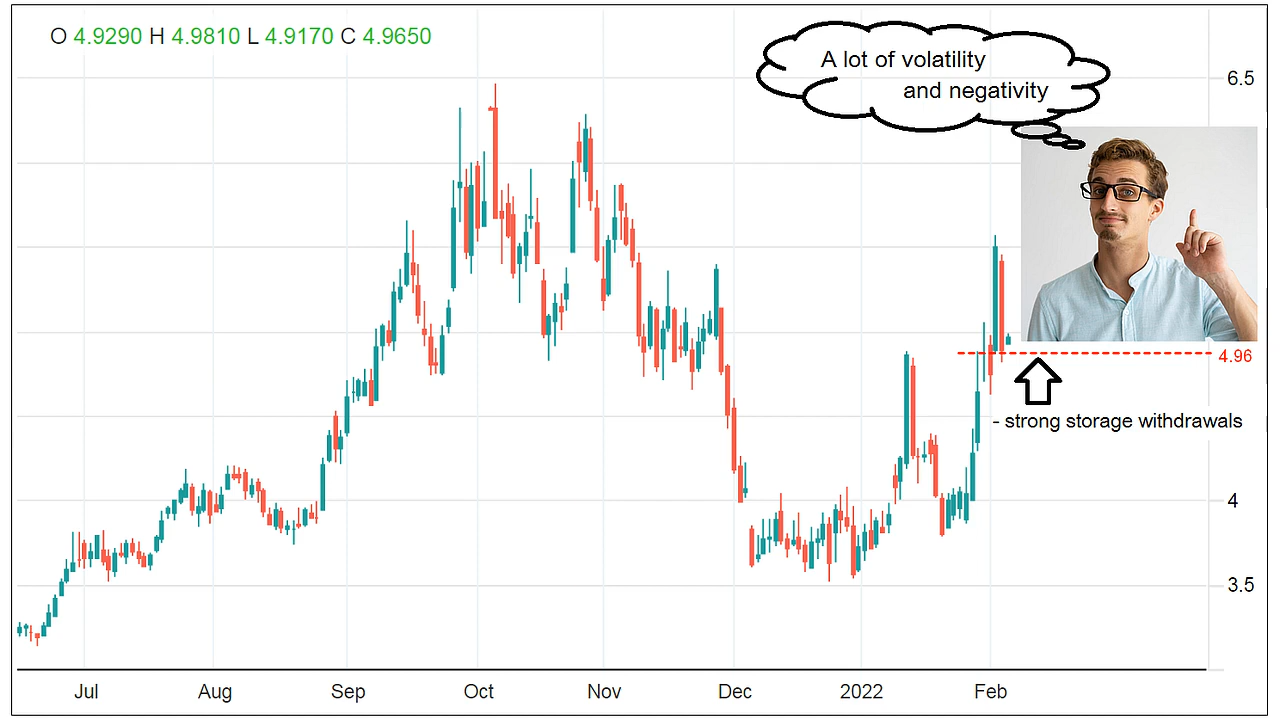 O 4.9290 H 4.9810 L 4.9170 C 4.9650
A lot of volatility
and negativity
6.5
4.96
- strong storage withdrawals
4
3.5
Jul Aug Sep Oct Nov Dec 2022 Feb